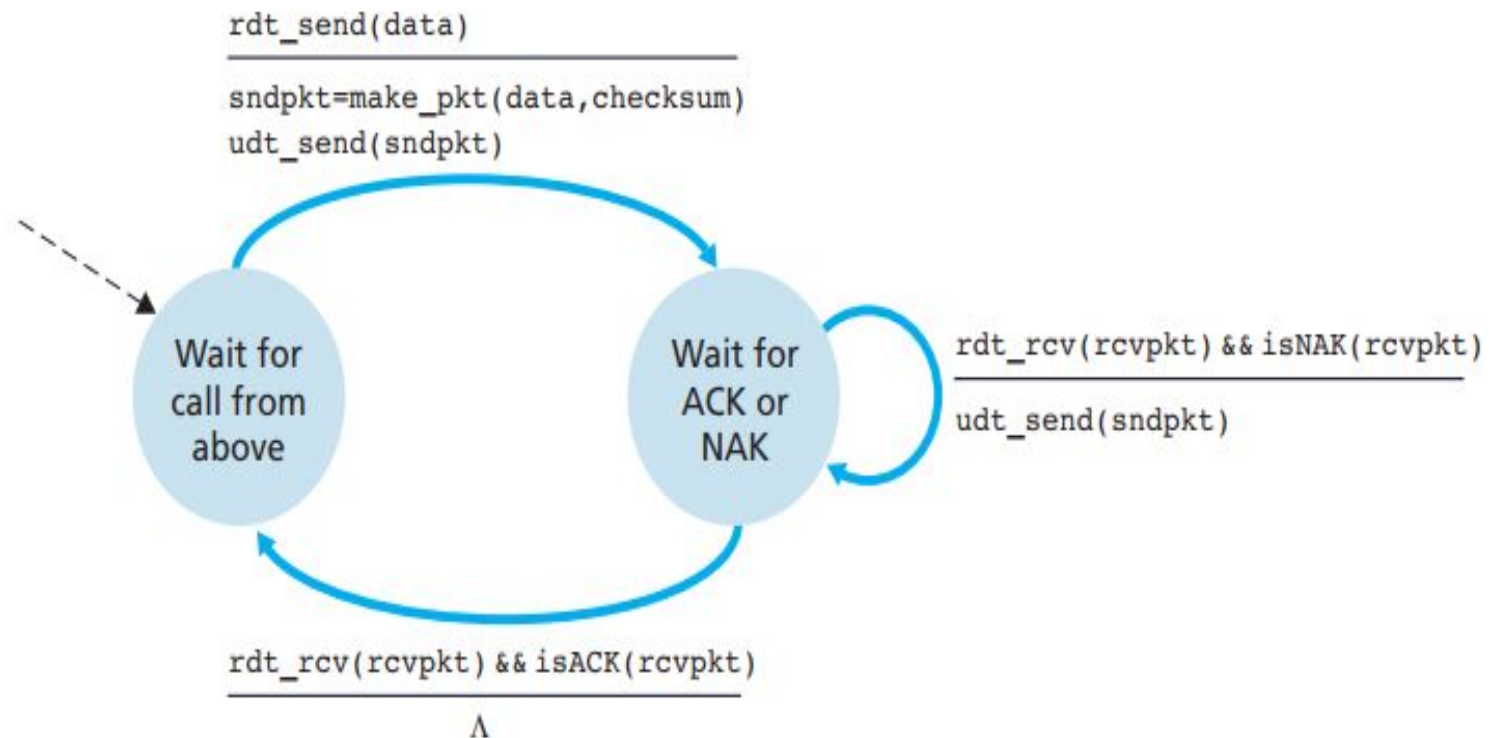 rdt_send(data)
sndpkt=make_pkt(data,checksum)
udt_send(sndpkt)
Wait for
call from
above
Wait for
ACK or
NAK
rdt_rcv(rcvpkt) && isNAK(rcvpkt)
udt_send(sndpkt)
rdt_rcv(rcvpkt) && isACK(rcvpkt)
Λ